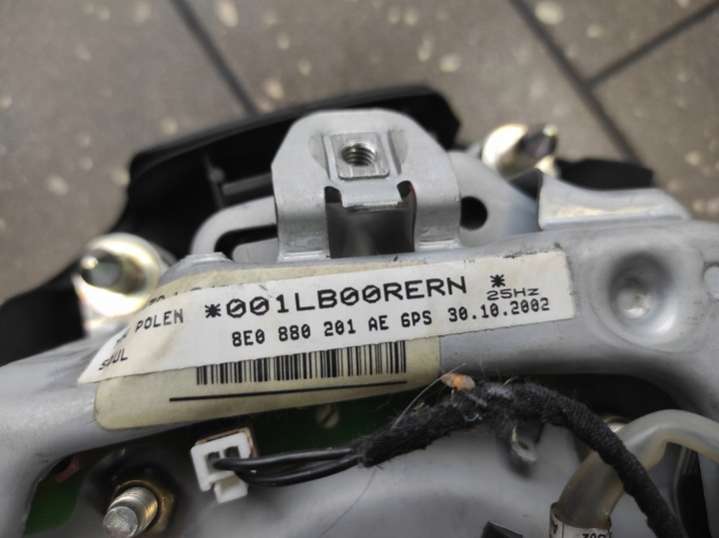 *001LB00RERN *
25Hz
POLEN
8E0 880 201 AE 6PS 30.10.2002